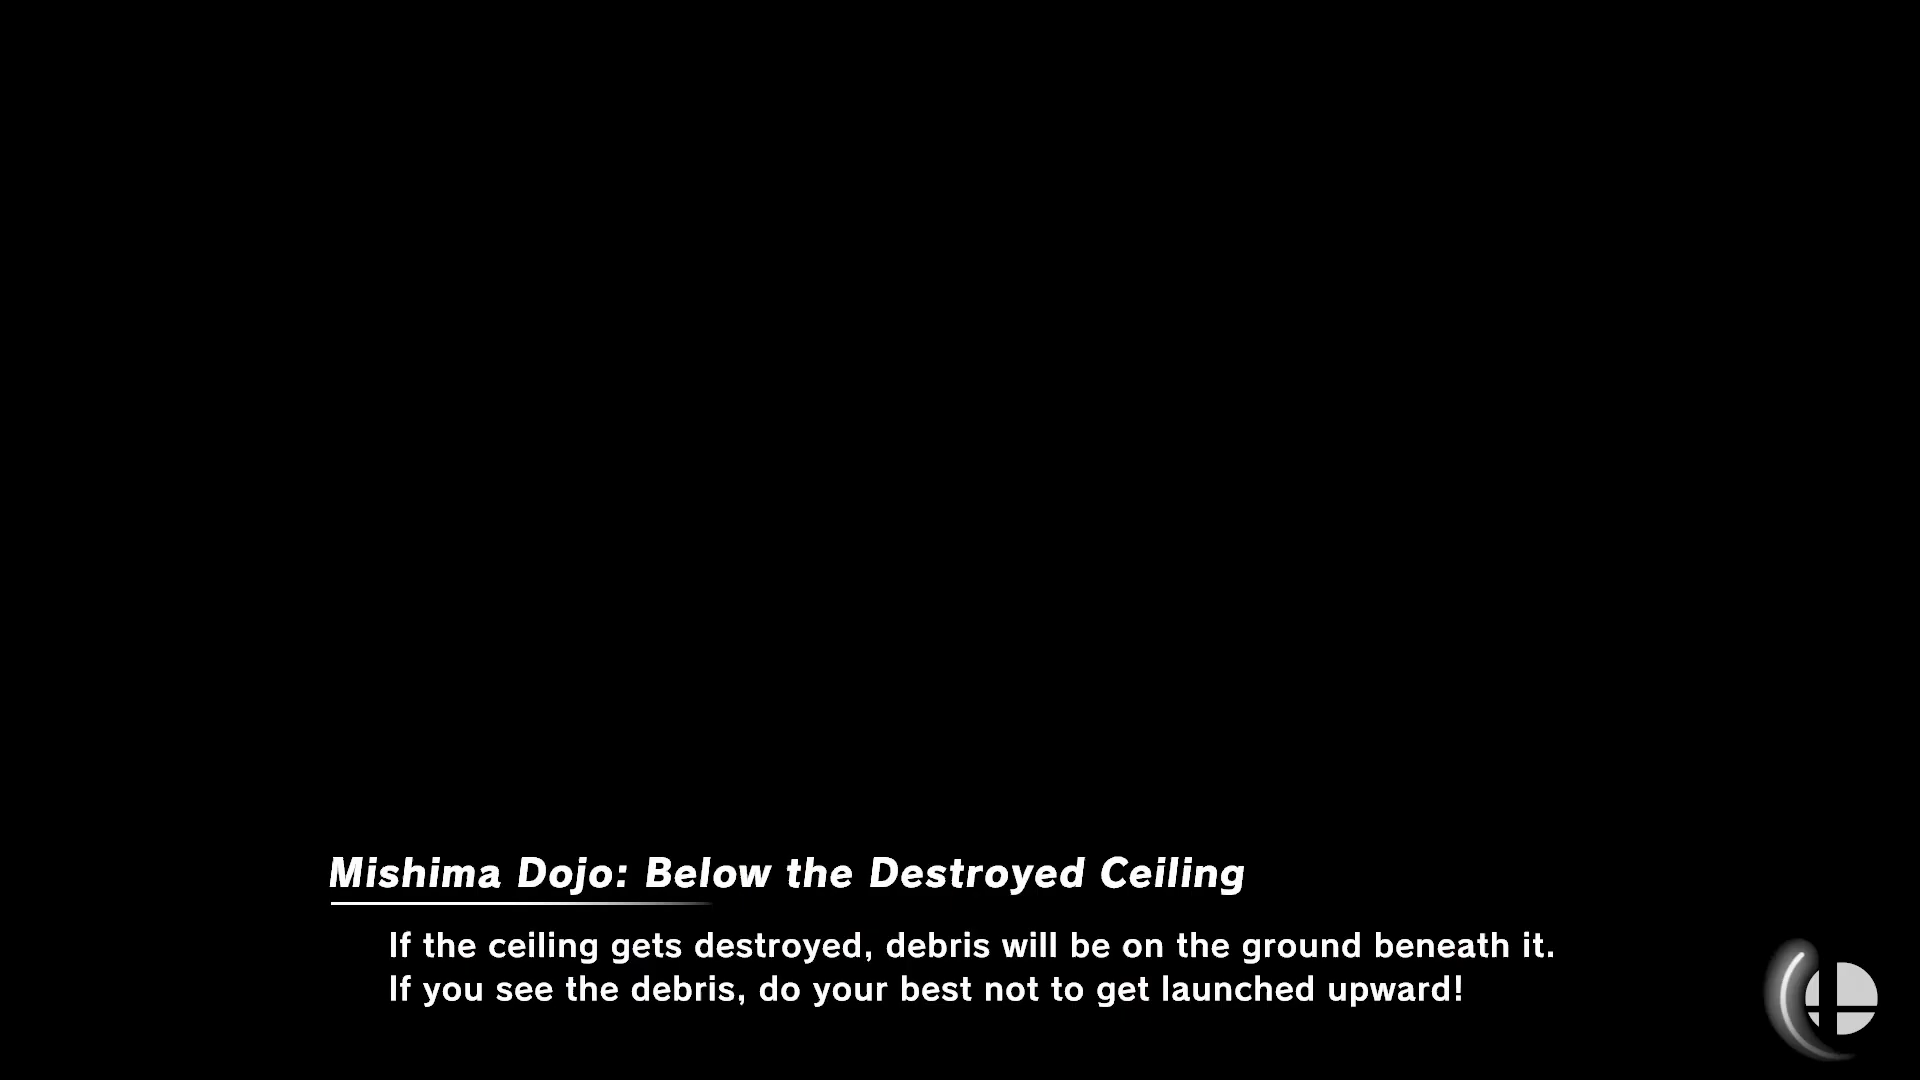 Mishima Dojo: Below the Destroyed Ceiling
If the ceiling gets destroyed, debris will be on the ground beneath it.
If you see the debris, do your best not to get launched upward!